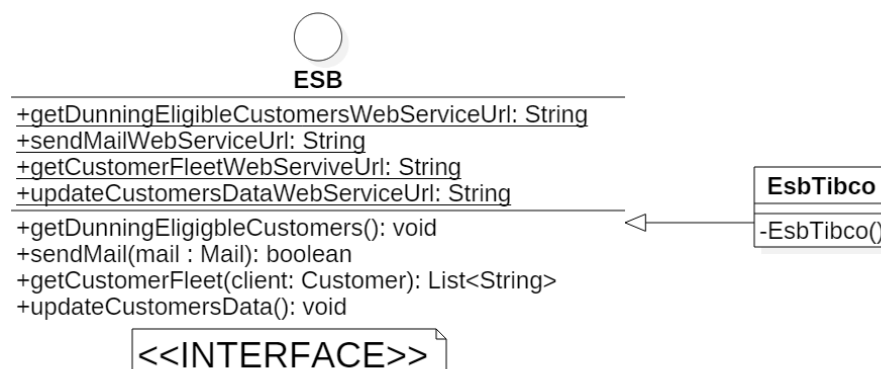 ESB
+getDunningEligibleCustomersWebServiceUrl: String
+sendMailWebServiceUrl: String
+getCustomerFleetWebServiveUrl: String
+updateCustomersDataWebServiceUrl: String
+getDunningEligigbleCustomers(): void
+sendMail(mail : Mail): boolean
+getCustomerFleet(client: Customer): List<String>
+updateCustomersData(): void
<<INTERFACE>>
EsbTibco
-EsbTibco()